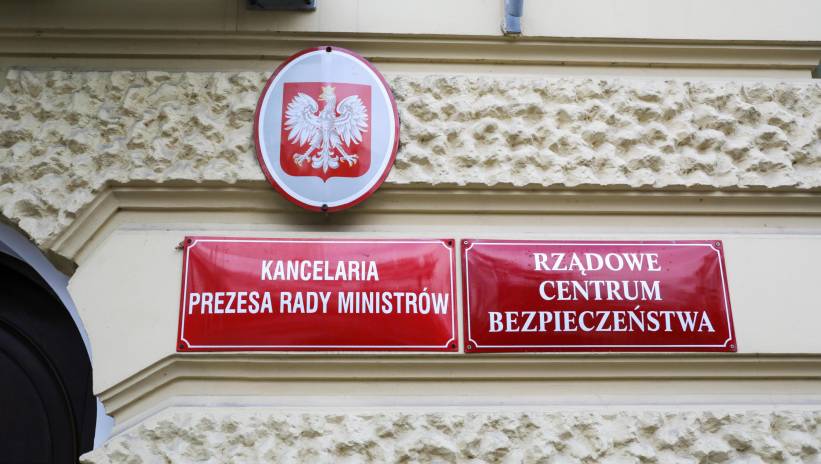 KANCELARIA
PREZESA RADY MINISTRÓW
RZĄDOWE
CENTRUM
BEZPIECZEŃSTWA